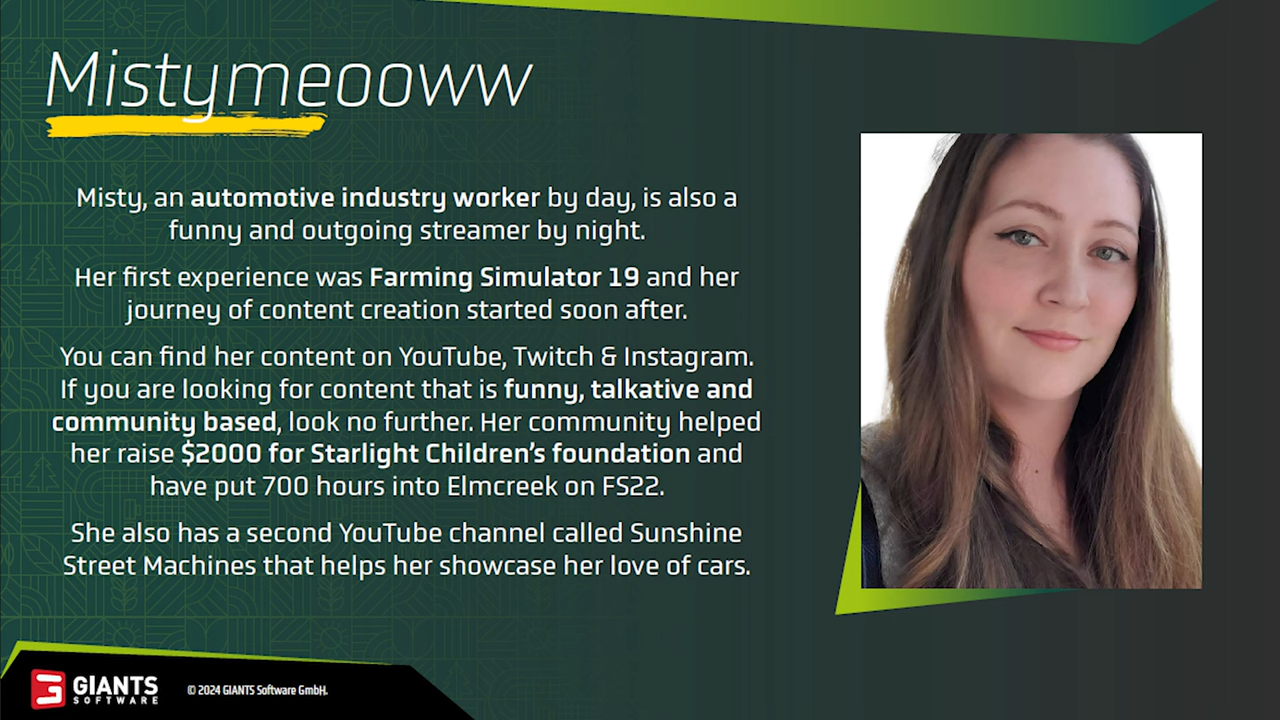 Mistymeooww
Misty, an automotive industry worker by day, is also a
funny and outgoing streamer by night.
Her first experience was Farming Simulator 19 and her
journey of content creation started soon after.
You can find her content on YouTube, Twitch & Instagram.
If you are looking for content that is funny, talkative and
community based, look no further. Her community helped
her raise $2000 for Starlight Children’s foundation and
have put 700 hours into Elmcreek on FS22.
She also has a second YouTube channel called Sunshine
Street Machines that helps her showcase her love of cars.
GIANTS
SOFTWARE
© 2024 GIANTS Software GmbH.